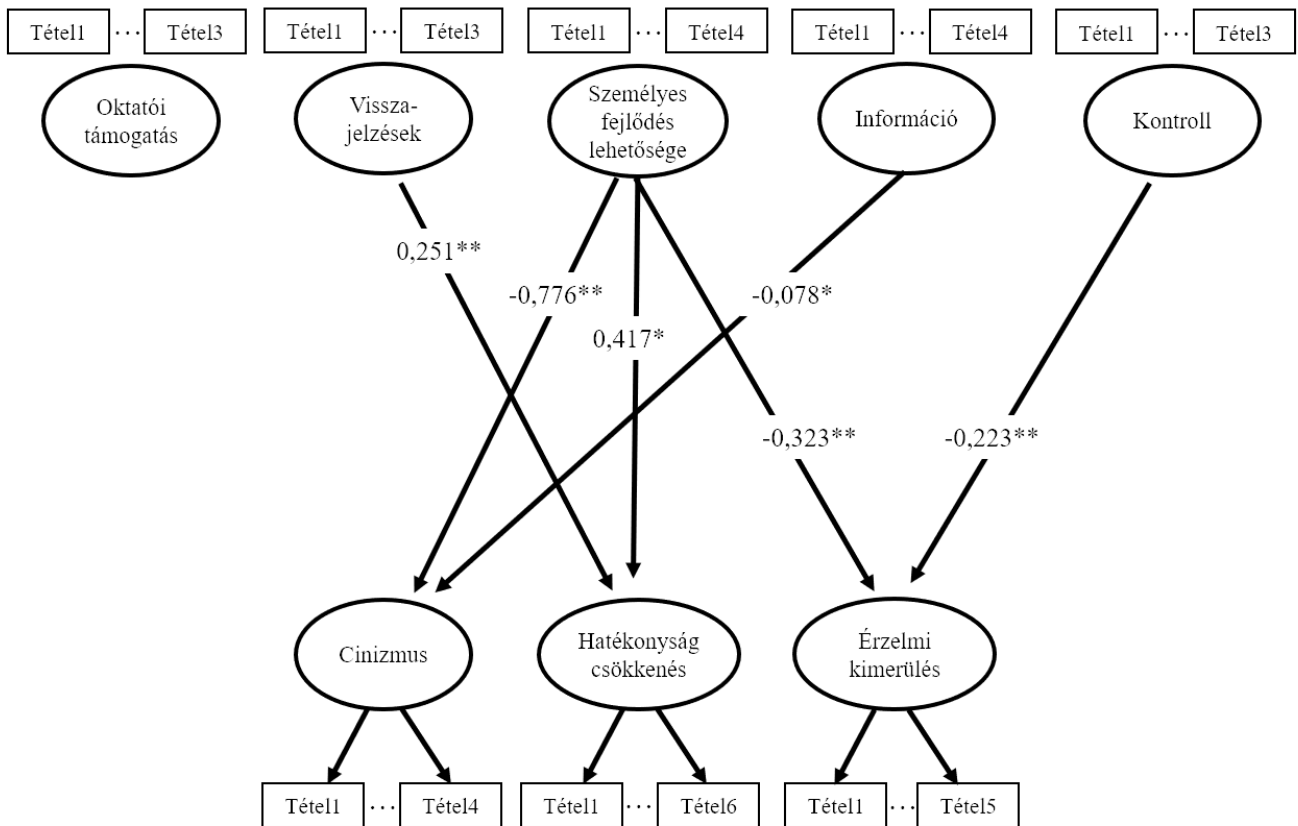 Tétel1 ... Tétel3 Tétel1 ... Tétel3 Tétel1 ... Tétel4 Tétel1 ... Tétel4 Tétel1 ... Tétel3
Oktatói
támogatás
Vissza-
jelzések
Személyes
fejlődés
lehetősége
Információ
Kontroll
0,251**
-0,776**
-0,078*
0,417*
-0,323**
-0,223**
Cinizmus
Hatékonyság
csökkenés
Érzelmi
kimerülés
Tétel1 ... Tétel4 Tétel1 ... Tétel6 Tétel1 ... Tétel5